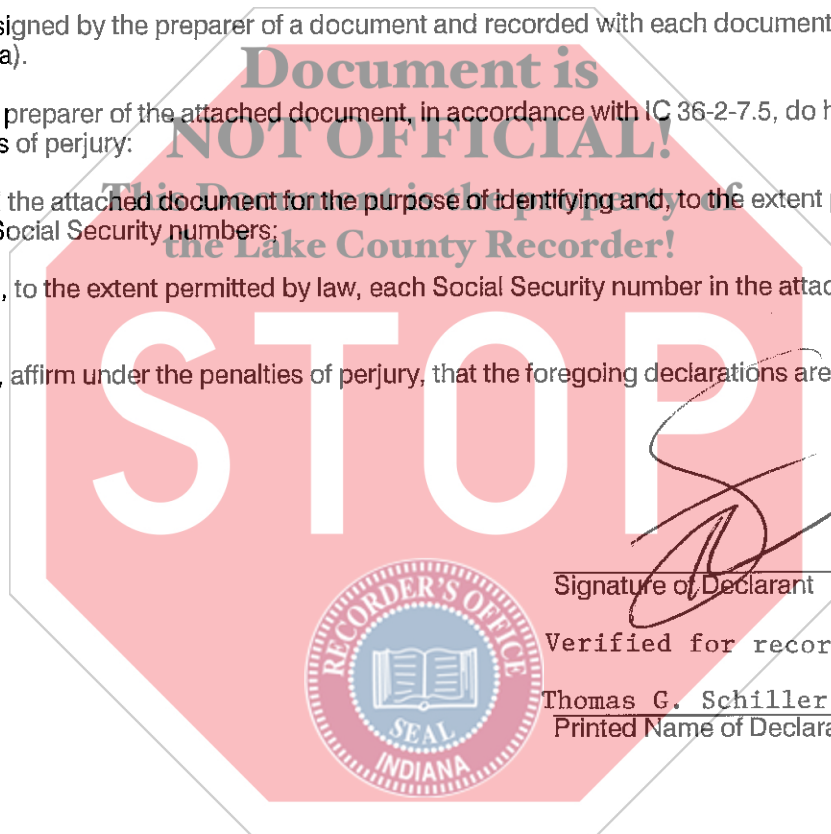 signed by the preparer of a document and recorded with each document
a).
Document is
preparer of the attached document, in accordance with IC 36-2-7.5, do h
NOT OFFICIAL!
s of perjury:
This Document is the property of
the attached document for the purpose of identifying and, to the extent p
Social Security numbers;
the Lake County Recorder!
, to the extent permitted by law, each Social Security number in the attac
STOP
, affirm under the penalties of perjury, that the foregoing declarations are
Signature of Declarant
RECORDER'S OFFICE
SEAL
INDIANA
Verified for recor
Thomas G. Schiller
Printed Name of Declara